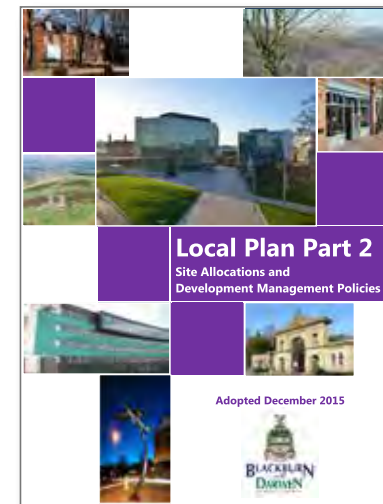 Local Plan Part 2
Site Allocations and
Development Management Policies
Adopted December 2015
BLACKBURN
DARWEN